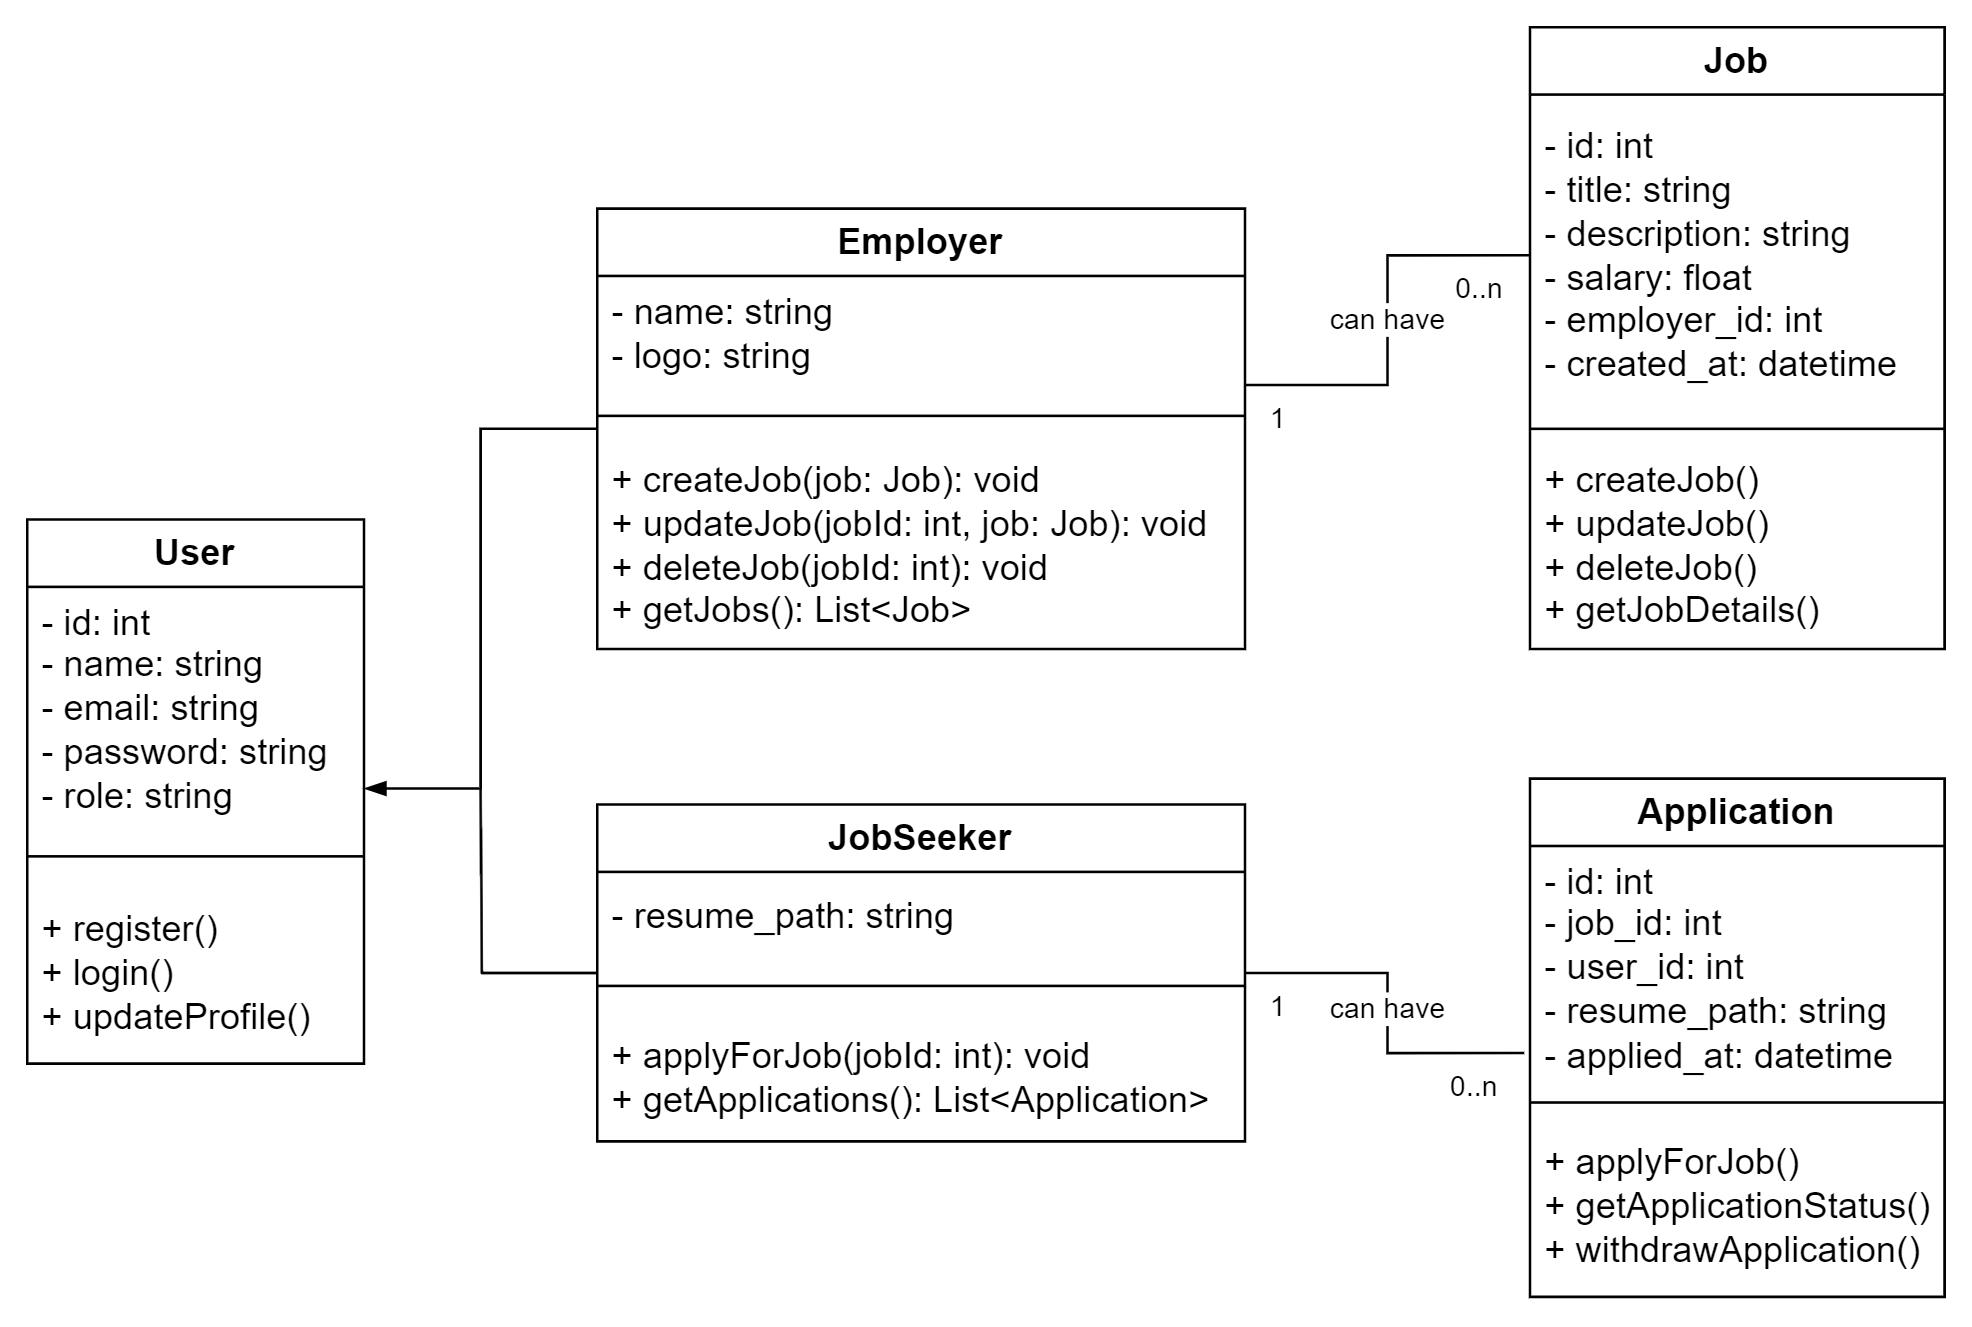 User
- id: int
- name: string
- email: string
- password: string
- role: string
+ register()
+ login()
+ updateProfile()
Employer
- name: string
- logo: string
+ createJob(job: Job): void
+ updateJob(jobId: int, job: Job): void
+ deleteJob(jobId: int): void
+ getJobs(): List<Job>
1
can have
0..n
Job
- id: int
- title: string
- description: string
- salary: float
- employer_id: int
- created_at: datetime
+ createJob()
+ updateJob()
+ deleteJob()
+ getJobDetails()
JobSeeker
- resume_path: string
+ applyForJob(jobId: int): void
+ getApplications(): List<Application>
1
can have
0..n
Application
- id: int
- job_id: int
- user_id: int
- resume_path: string
- applied_at: datetime
+ applyForJob()
+ getApplicationStatus()
+ withdrawApplication()